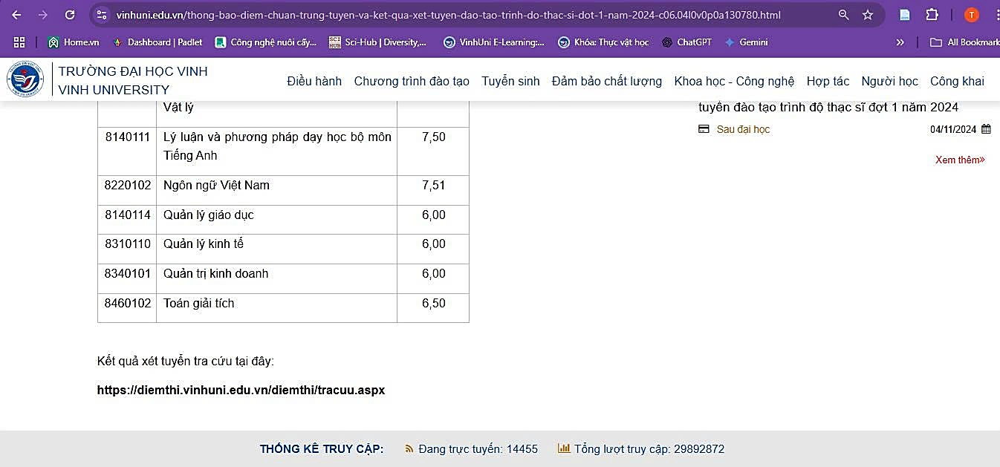 vinhuni.edu.vn/thong-bao-diem-chuan-trung-tuyen-va-ket-qua-xet-tuyen-dao-tao-trinh-do-thac-si-dot-1-nam-2024-c06.04l0v0p0a130780.html
T
Home.vn Dashboard | Padlet Công nghệ nuôi cấy... SCI HUB Sci-Hub | Diversity,... VinhUni E-Learning:... Khóa: Thực vật học ChatGPT Gemini » All Bookmark
TRƯỜNG ĐẠI HỌC VINH
VINH UNIVERSITY
Điều hành Chương trình đào tạo Tuyển sinh Đảm bảo chất lượng Khoa học - Công nghệ Hợp tác Người học Công khai
Vật lý
8140111 Lý luận và phương pháp dạy học bộ môn Tiếng Anh 7,50
8220102 Ngôn ngữ Việt Nam 7,51
8140114 Quản lý giáo dục 6,00
8310110 Quản lý kinh tế 6,00
8340101 Quản trị kinh doanh 6,00
8460102 Toán giải tích 6,50
Kết quả xét tuyển tra cứu tại đây:
https://diemthi.vinhuni.edu.vn/diemthi/tracuu.aspx
tuyển đào tạo trình độ thạc sĩ đợt 1 năm 2024
Sau đại học 04/11/2024
Xem thêm»
THỐNG KÊ TRUY CẬP: Đang trực tuyến: 14455 Tổng lượt truy cập: 29892872